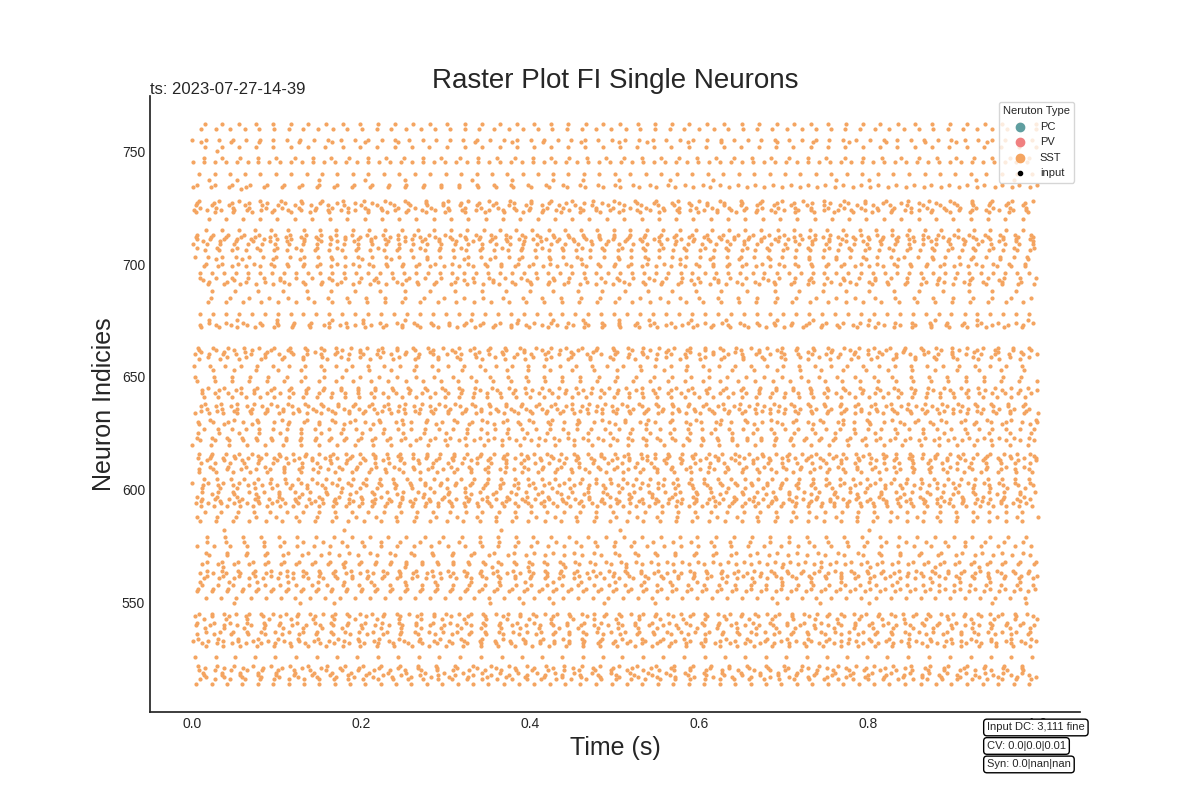 Raster Plot FI Single Neurons
ts: 2023-07-27-14-39
Neruton Type
PC
PV
SST
input
750
700
650
600
550
Neuron Indicies
0.0 0.2 0.4 0.6 0.8
Time (s)
Input DC: 3,111 fine
CV: 0.0|0.0|0.01
Syn: 0.0|nan|nan